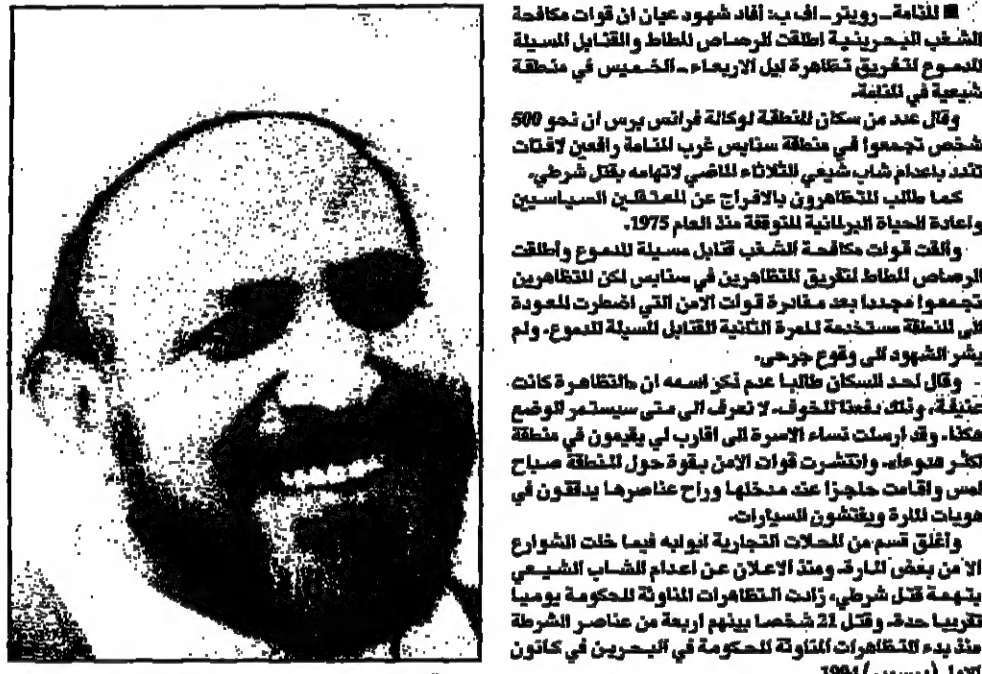 ■ المنامة ـ رويتر ـ اف ب: أفاد شهود عيان ان قوات مكافحة
الشغب البحرينية اطلقت الرصاص المطاط والقنابل المسيلة
للدموع لتفريق تظاهرة ليل الاربعاء ـ الخميس في منطقة
شيعية في المنامة.
وقال عدد من سكان المنطقة لوكالة فرانس برس ان نحو 500
شخص تجمعوا في منطقة سنابس غرب المنامة رافعين لافتات
تندد باعدام شاب شيعي الثلاثاء الماضي لاتهامه بقتل شرطي.
كما طالب المتظاهرون بالافراج عن المعتقلين السياسيين
واعادة الحياة البرلمانية المتوقفة منذ العام 1975.
وألقت قوات مكافحة الشغب قنابل مسيلة للدموع وأطلقت
الرصاص المطاط لتفريق المتظاهرين في سنابس لكن المتظاهرين
تجمعوا مجددا بعد مغادرة قوات الامن التي اضطرت للعودة
الى المنطقة مستخدمة للمرة الثانية القنابل المسيلة للدموع. ولم
يشر الشهود الى وقوع جرحى.
وقال احد السكان طالبا عدم ذكر اسمه ان «التظاهرة كانت
عنيفة، وذلك دفعنا للخوف. لا نعرف الى متى سيستمر الوضع
هكذا. وقد ارسلت نساء الاسرة الى اقارب لي يقيمون في منطقة
اكثر هدوءا». وانتشرت قوات الامن بقوة حول المنطقة صباح
امس واقامت حاجزا عند مدخلها وراح عناصرها يدققون في
هويات المارة ويفتشون السيارات.
وأغلق قسم من المحلات التجارية ابوابه فيما خلت الشوارع
الا من بعض المارة. ومنذ الاعلان عن اعدام الشاب الشيعي
بتهمة قتل شرطي، زادت التظاهرات المناوئة للحكومة يوميا
تقريبا حدة. وقتل 21 شخصا بينهم اربعة من عناصر الشرطة
منذ بدء التظاهرات المناوئة للحكومة في البحرين في كانون
الاول (ديسمبر) 1994